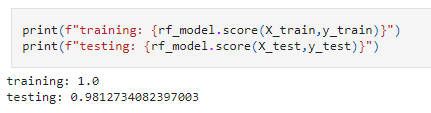 print(f"training: {rf_model.score(X_train,y_train)}")
print(f"testing: {rf_model.score(X_test,y_test)}")
training: 1.0
testing: 0.9812734082397003